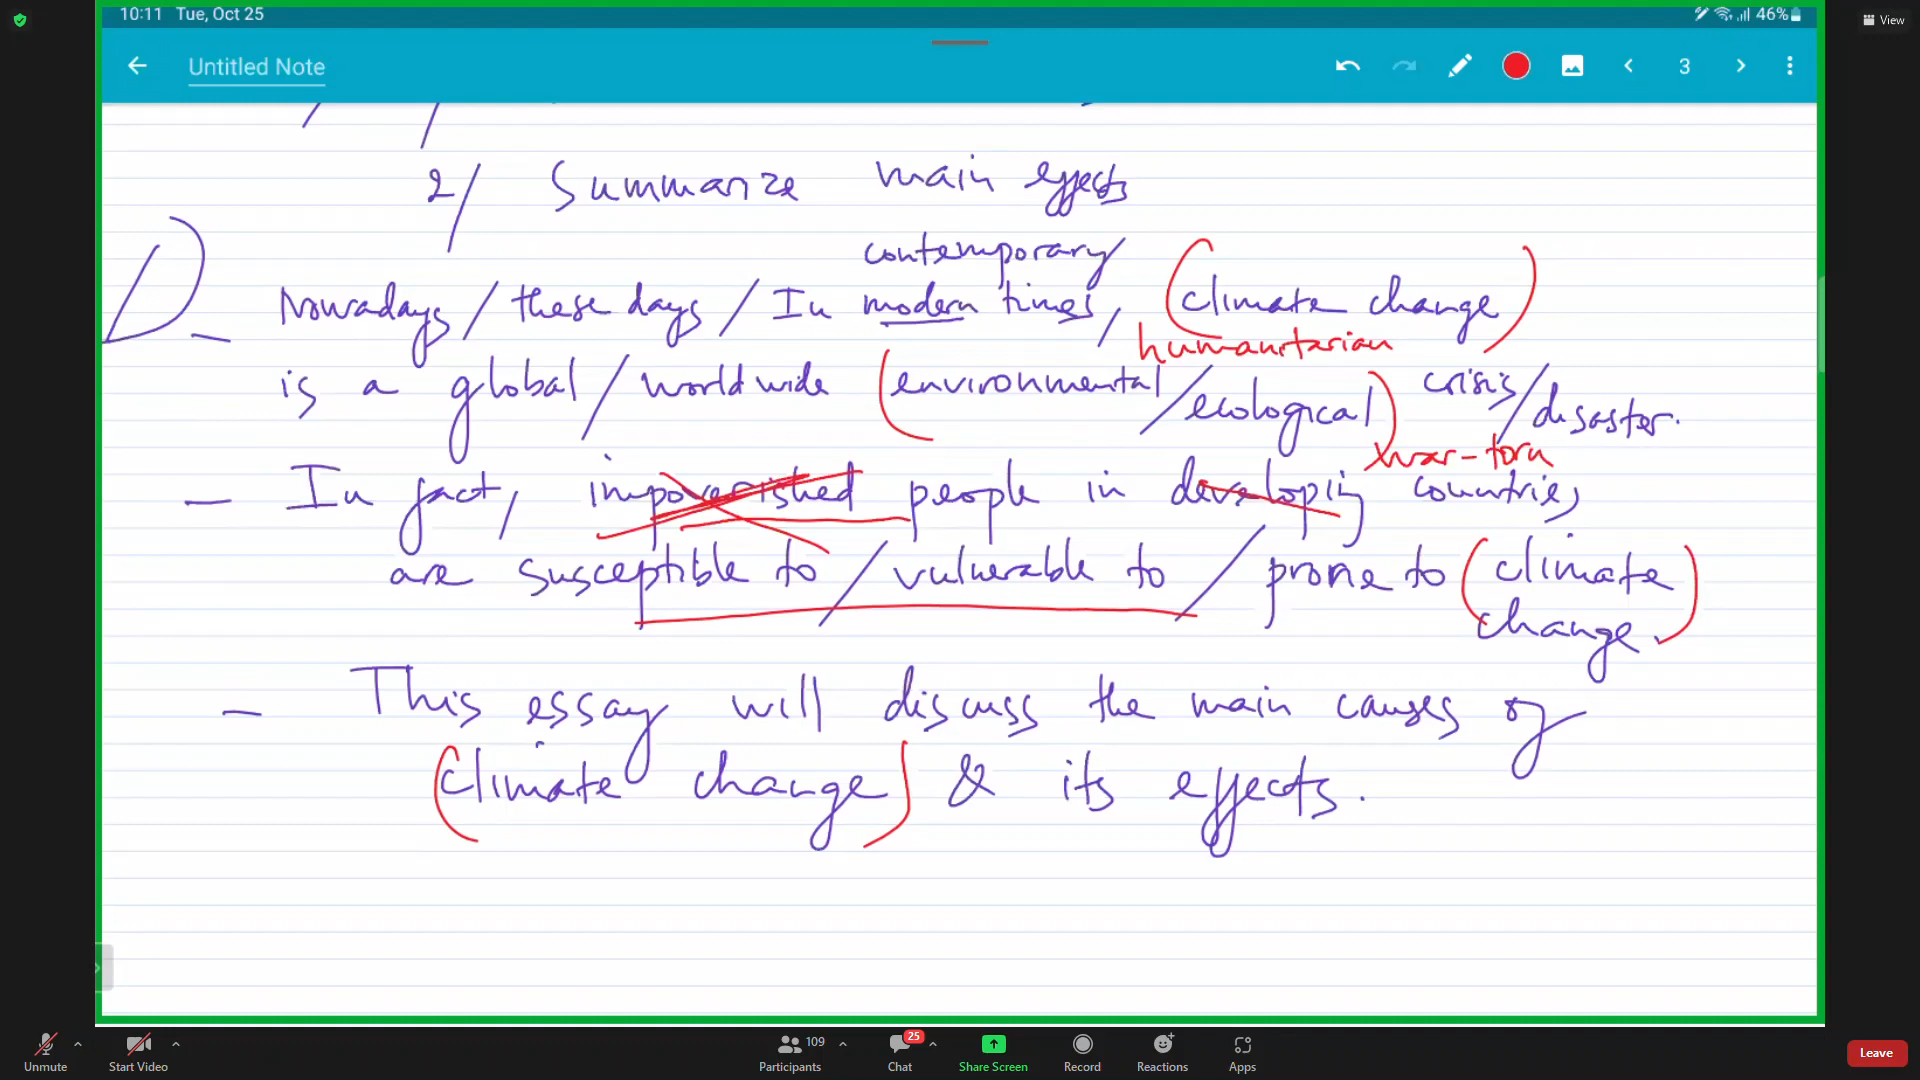 10:11 Tue, Oct 25
46%
View
Untitled Note
3
2/ Summarize main effects
contemporary/
Nowadays/these days/In modern times, (climate change)
humanitarian
is a global/worldwide (environmental/ecological) crisis/disaster.
war-torn
- In fact, impoverished people in developing countries
are susceptible to/vulnerable to/prone to (climate
change.)
- This essay will discuss the main causes of
(climate change) & its effects.
Unmute
Start Video
109
Participants
25
Chat
Share Screen
Record
Reactions
Apps
Leave